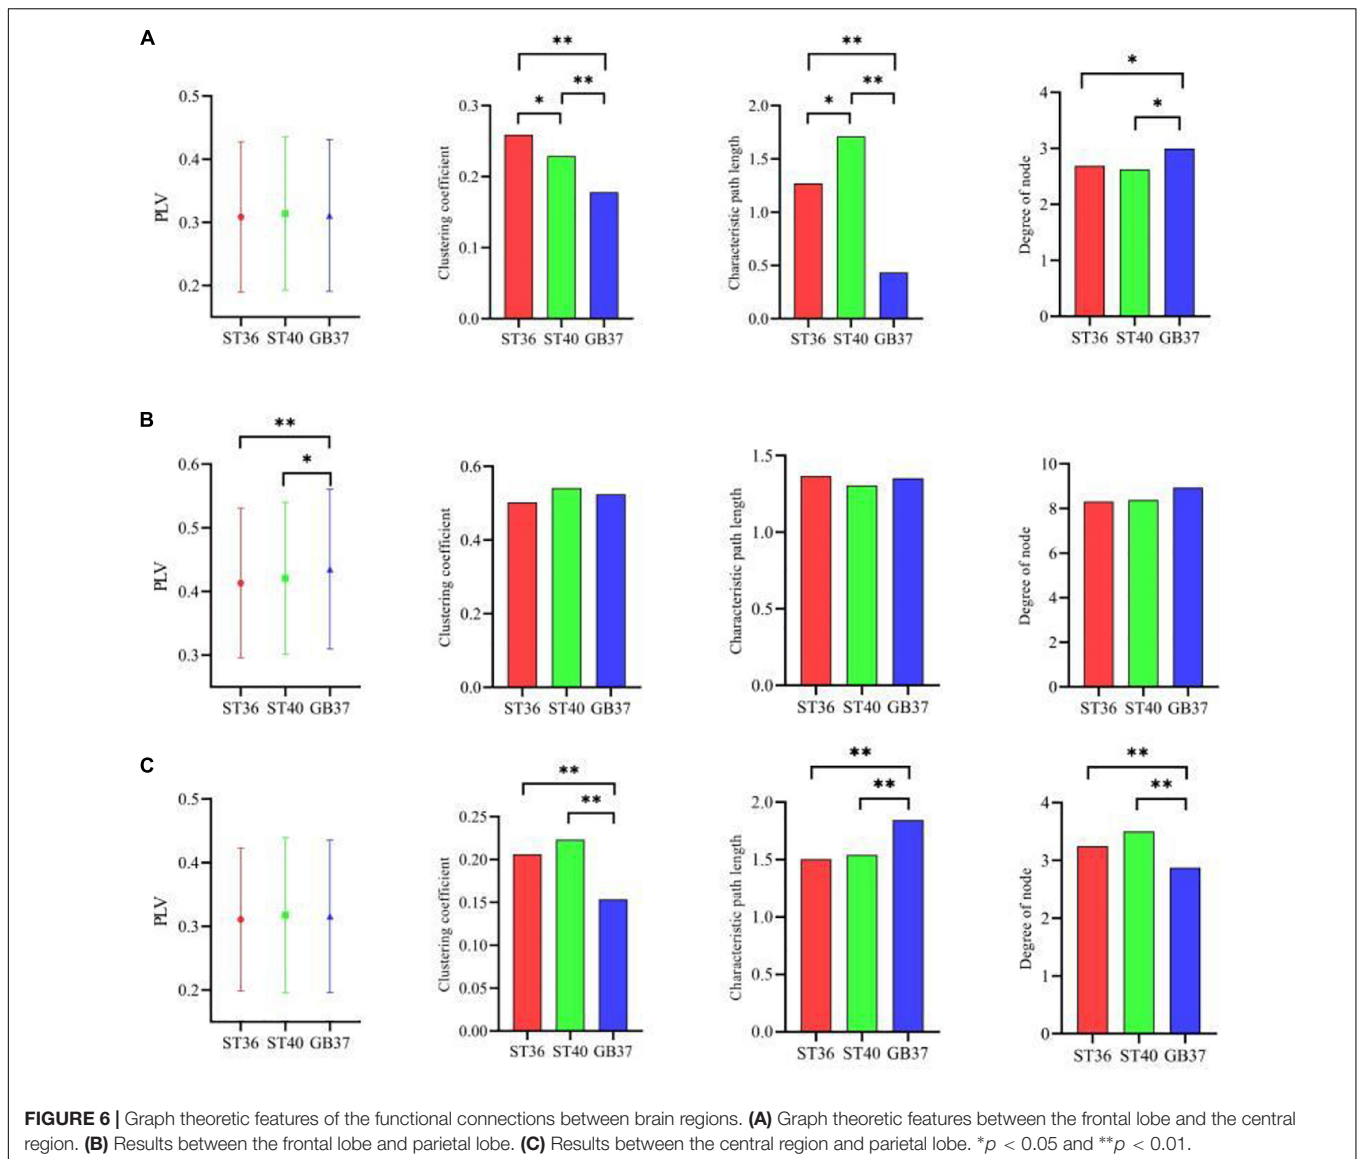 A
** ** *
* ** * ** *
0.5 0.4 0.3 0.2
PLV
ST36 ST40 GB37
0.3 0.2 0.1 0.0
Clustering coefficient
ST36 ST40 GB37
2.0 1.5 1.0 0.5 0.0
Characteristic path length
ST36 ST40 GB37
4 3 2 1 0
Degree of node
ST36 ST40 GB37
B
**
*
0.6 0.5 0.4 0.3
PLV
ST36 ST40 GB37
0.6 0.4 0.2 0.0
Clustering coefficient
ST36 ST40 GB37
1.5 1.0 0.5 0.0
Characteristic path length
ST36 ST40 GB37
10 8 6 4 2 0
Degree of node
ST36 ST40 GB37
C
** ** **
** ** **
0.5 0.4 0.3 0.2
PLV
ST36 ST40 GB37
0.25 0.20 0.15 0.10 0.05 0.00
Clustering coefficient
ST36 ST40 GB37
2.0 1.5 1.0 0.5 0.0
Characteristic path length
ST36 ST40 GB37
4 3 2 1 0
Degree of node
ST36 ST40 GB37
FIGURE 6 | Graph theoretic features of the functional connections between brain regions. (A) Graph theoretic features between the frontal lobe and the central
region. (B) Results between the frontal lobe and parietal lobe. (C) Results between the central region and parietal lobe. *p < 0.05 and **p < 0.01.